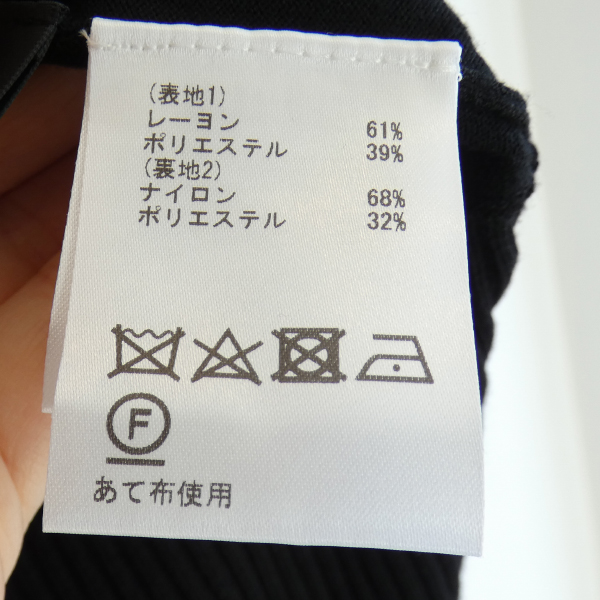 (表地1)
レーヨン 61%
ポリエステル 39%
(裏地2)
ナイロン 68%
ポリエステル 32%
F
あて布使用